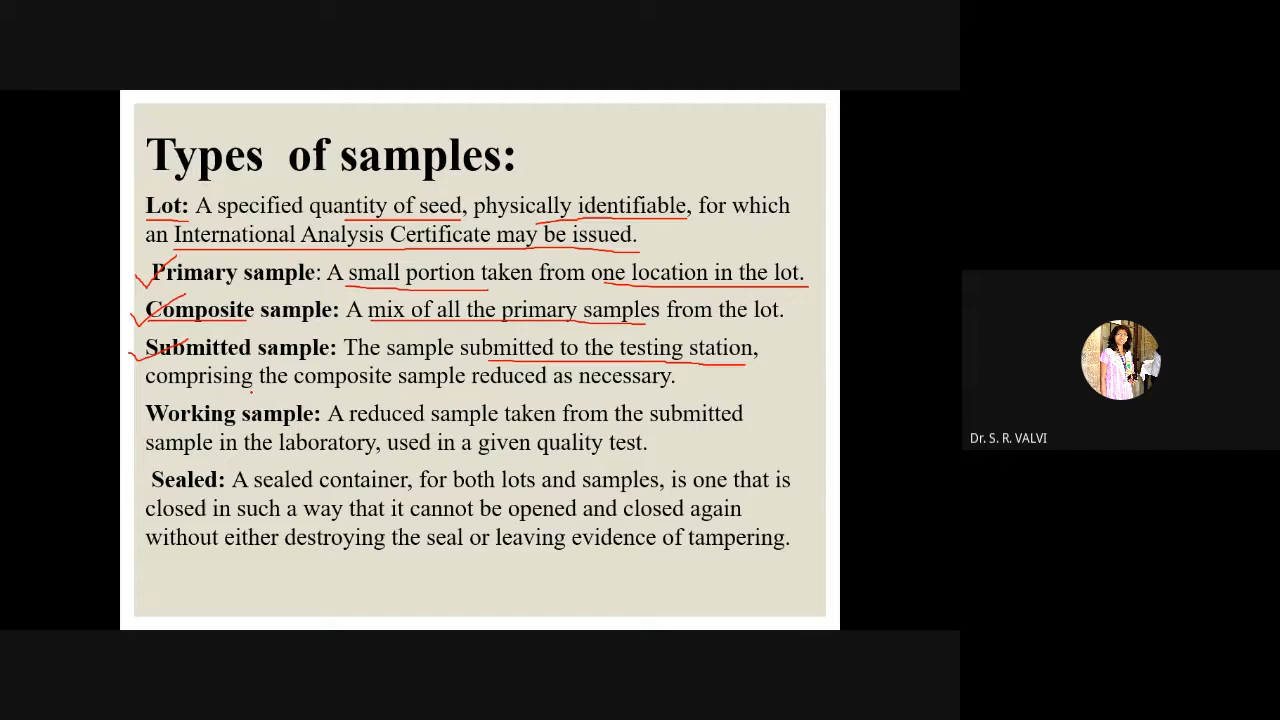 Types of samples:
Lot: A specified quantity of seed, physically identifiable, for which
an International Analysis Certificate may be issued.
Primary sample: A small portion taken from one location in the lot.
Composite sample: A mix of all the primary samples from the lot.
Submitted sample: The sample submitted to the testing station,
comprising the composite sample reduced as necessary.
Working sample: A reduced sample taken from the submitted
sample in the laboratory, used in a given quality test.
Sealed: A sealed container, for both lots and samples, is one that is
closed in such a way that it cannot be opened and closed again
without either destroying the seal or leaving evidence of tampering.
Dr. S. R. VALVI